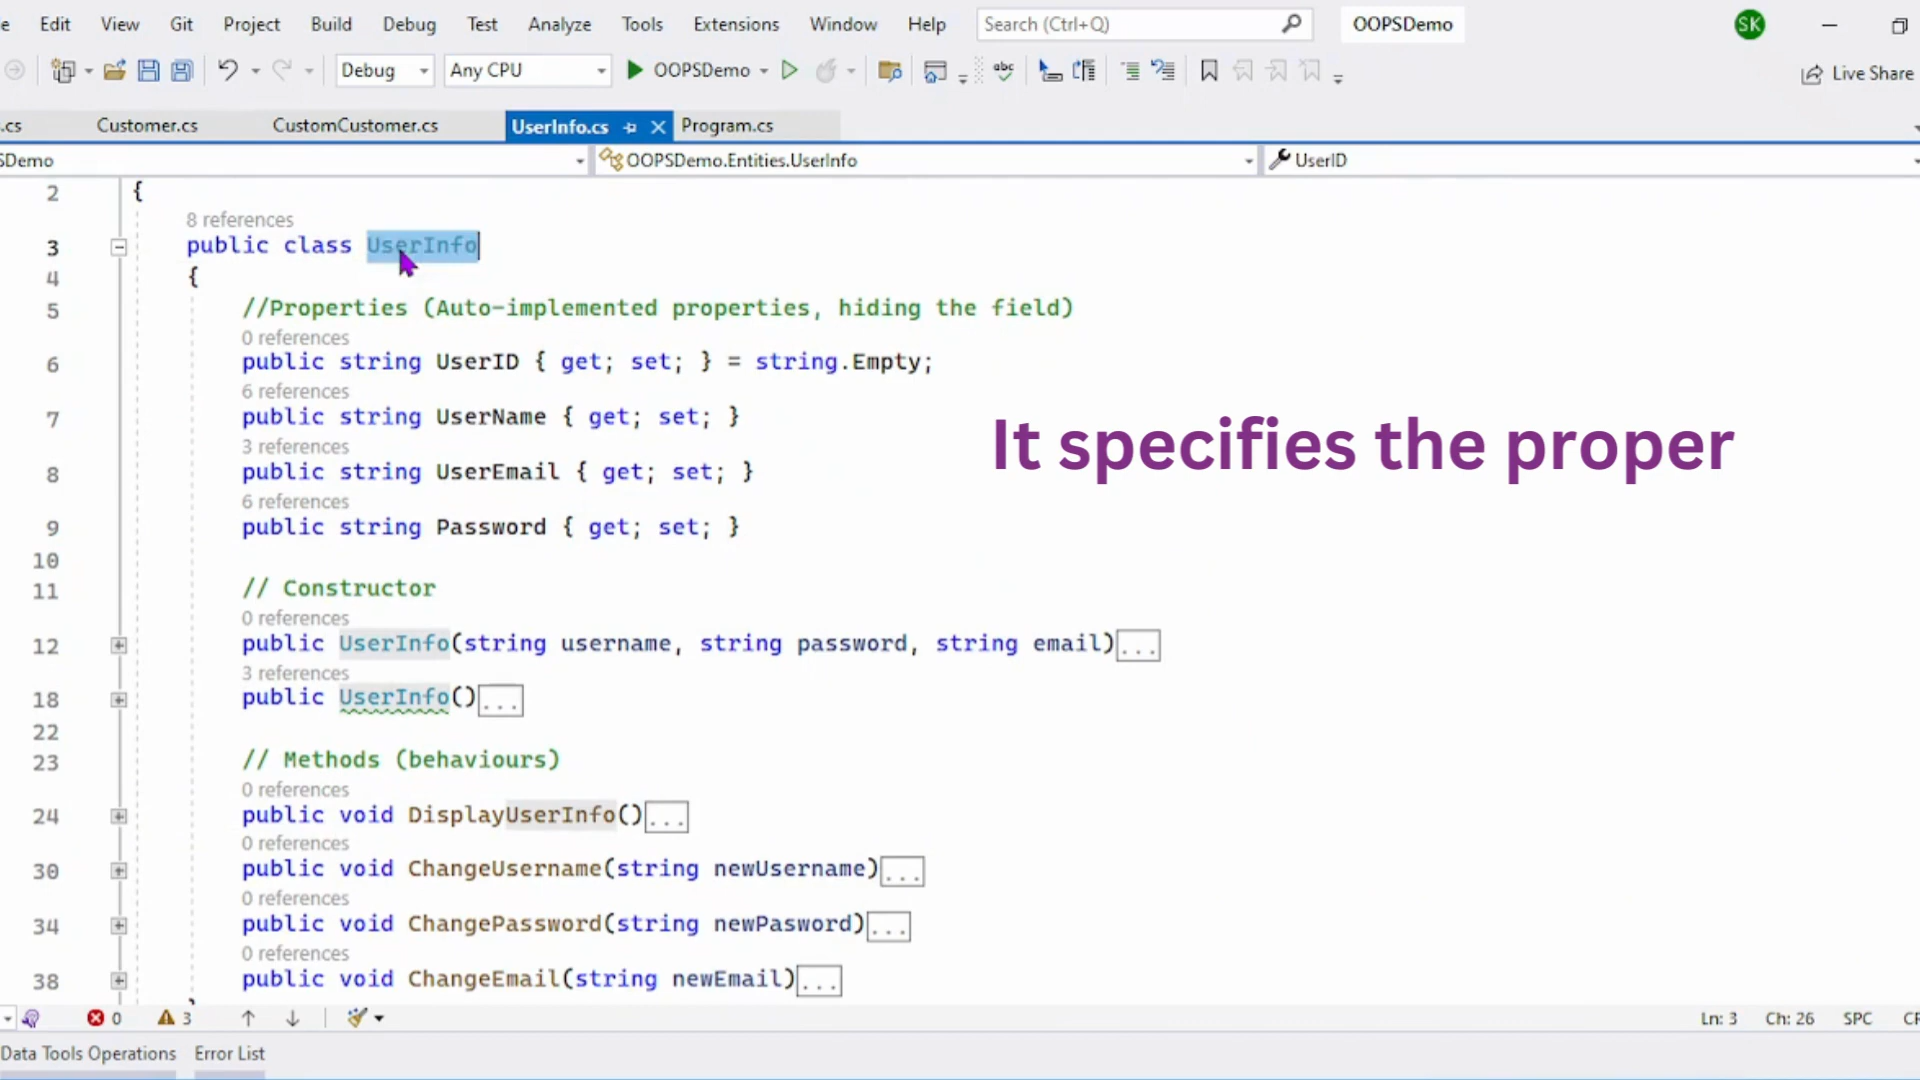 e Edit View Git Project Build Debug Test Analyze Tools Extensions Window Help Search (Ctrl+Q) OOPSDemo SK
Debug Any CPU OOPSDemo abc Live Share
.cs Customer.cs CustomCustomer.cs UserInfo.cs Program.cs
SDemo OOPSDemo.Entities.UserInfo UserID
2 {
8 references
3 public class UserInfo
4 {
5 //Properties (Auto-implemented properties, hiding the field)
0 references
6 public string UserID { get; set; } = string.Empty;
6 references
7 public string UserName { get; set; }
It specifies the proper
3 references
8 public string UserEmail { get; set; }
6 references
9 public string Password { get; set; }
10
11 // Constructor
0 references
12 public UserInfo(string username, string password, string email)...
3 references
18 public UserInfo()...
22
23 // Methods (behaviours)
0 references
24 public void DisplayUserInfo()...
0 references
30 public void ChangeUsername(string newUsername)...
0 references
34 public void ChangePassword(string newPasword)...
0 references
38 public void ChangeEmail(string newEmail)...
0 3 Ln: 3 Ch: 26 SPC
Data Tools Operations Error List